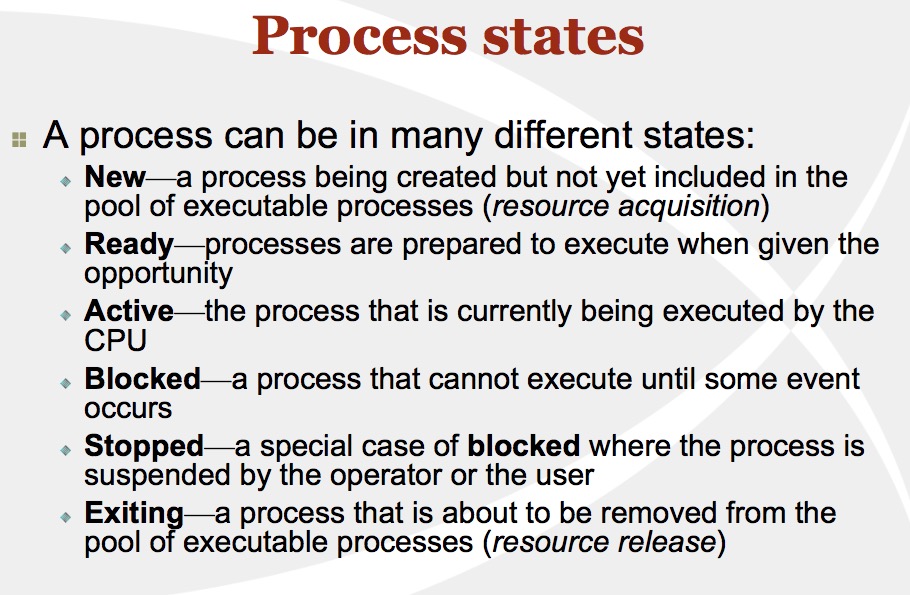 Process states
A process can be in many different states:
New—a process being created but not yet included in the
pool of executable processes (resource acquisition)
Ready—processes are prepared to execute when given the
opportunity
Active—the process that is currently being executed by the
CPU
Blocked—a process that cannot execute until some event
occurs
Stopped—a special case of blocked where the process is
suspended by the operator or the user
Exiting—a process that is about to be removed from the
pool of executable processes (resource release)